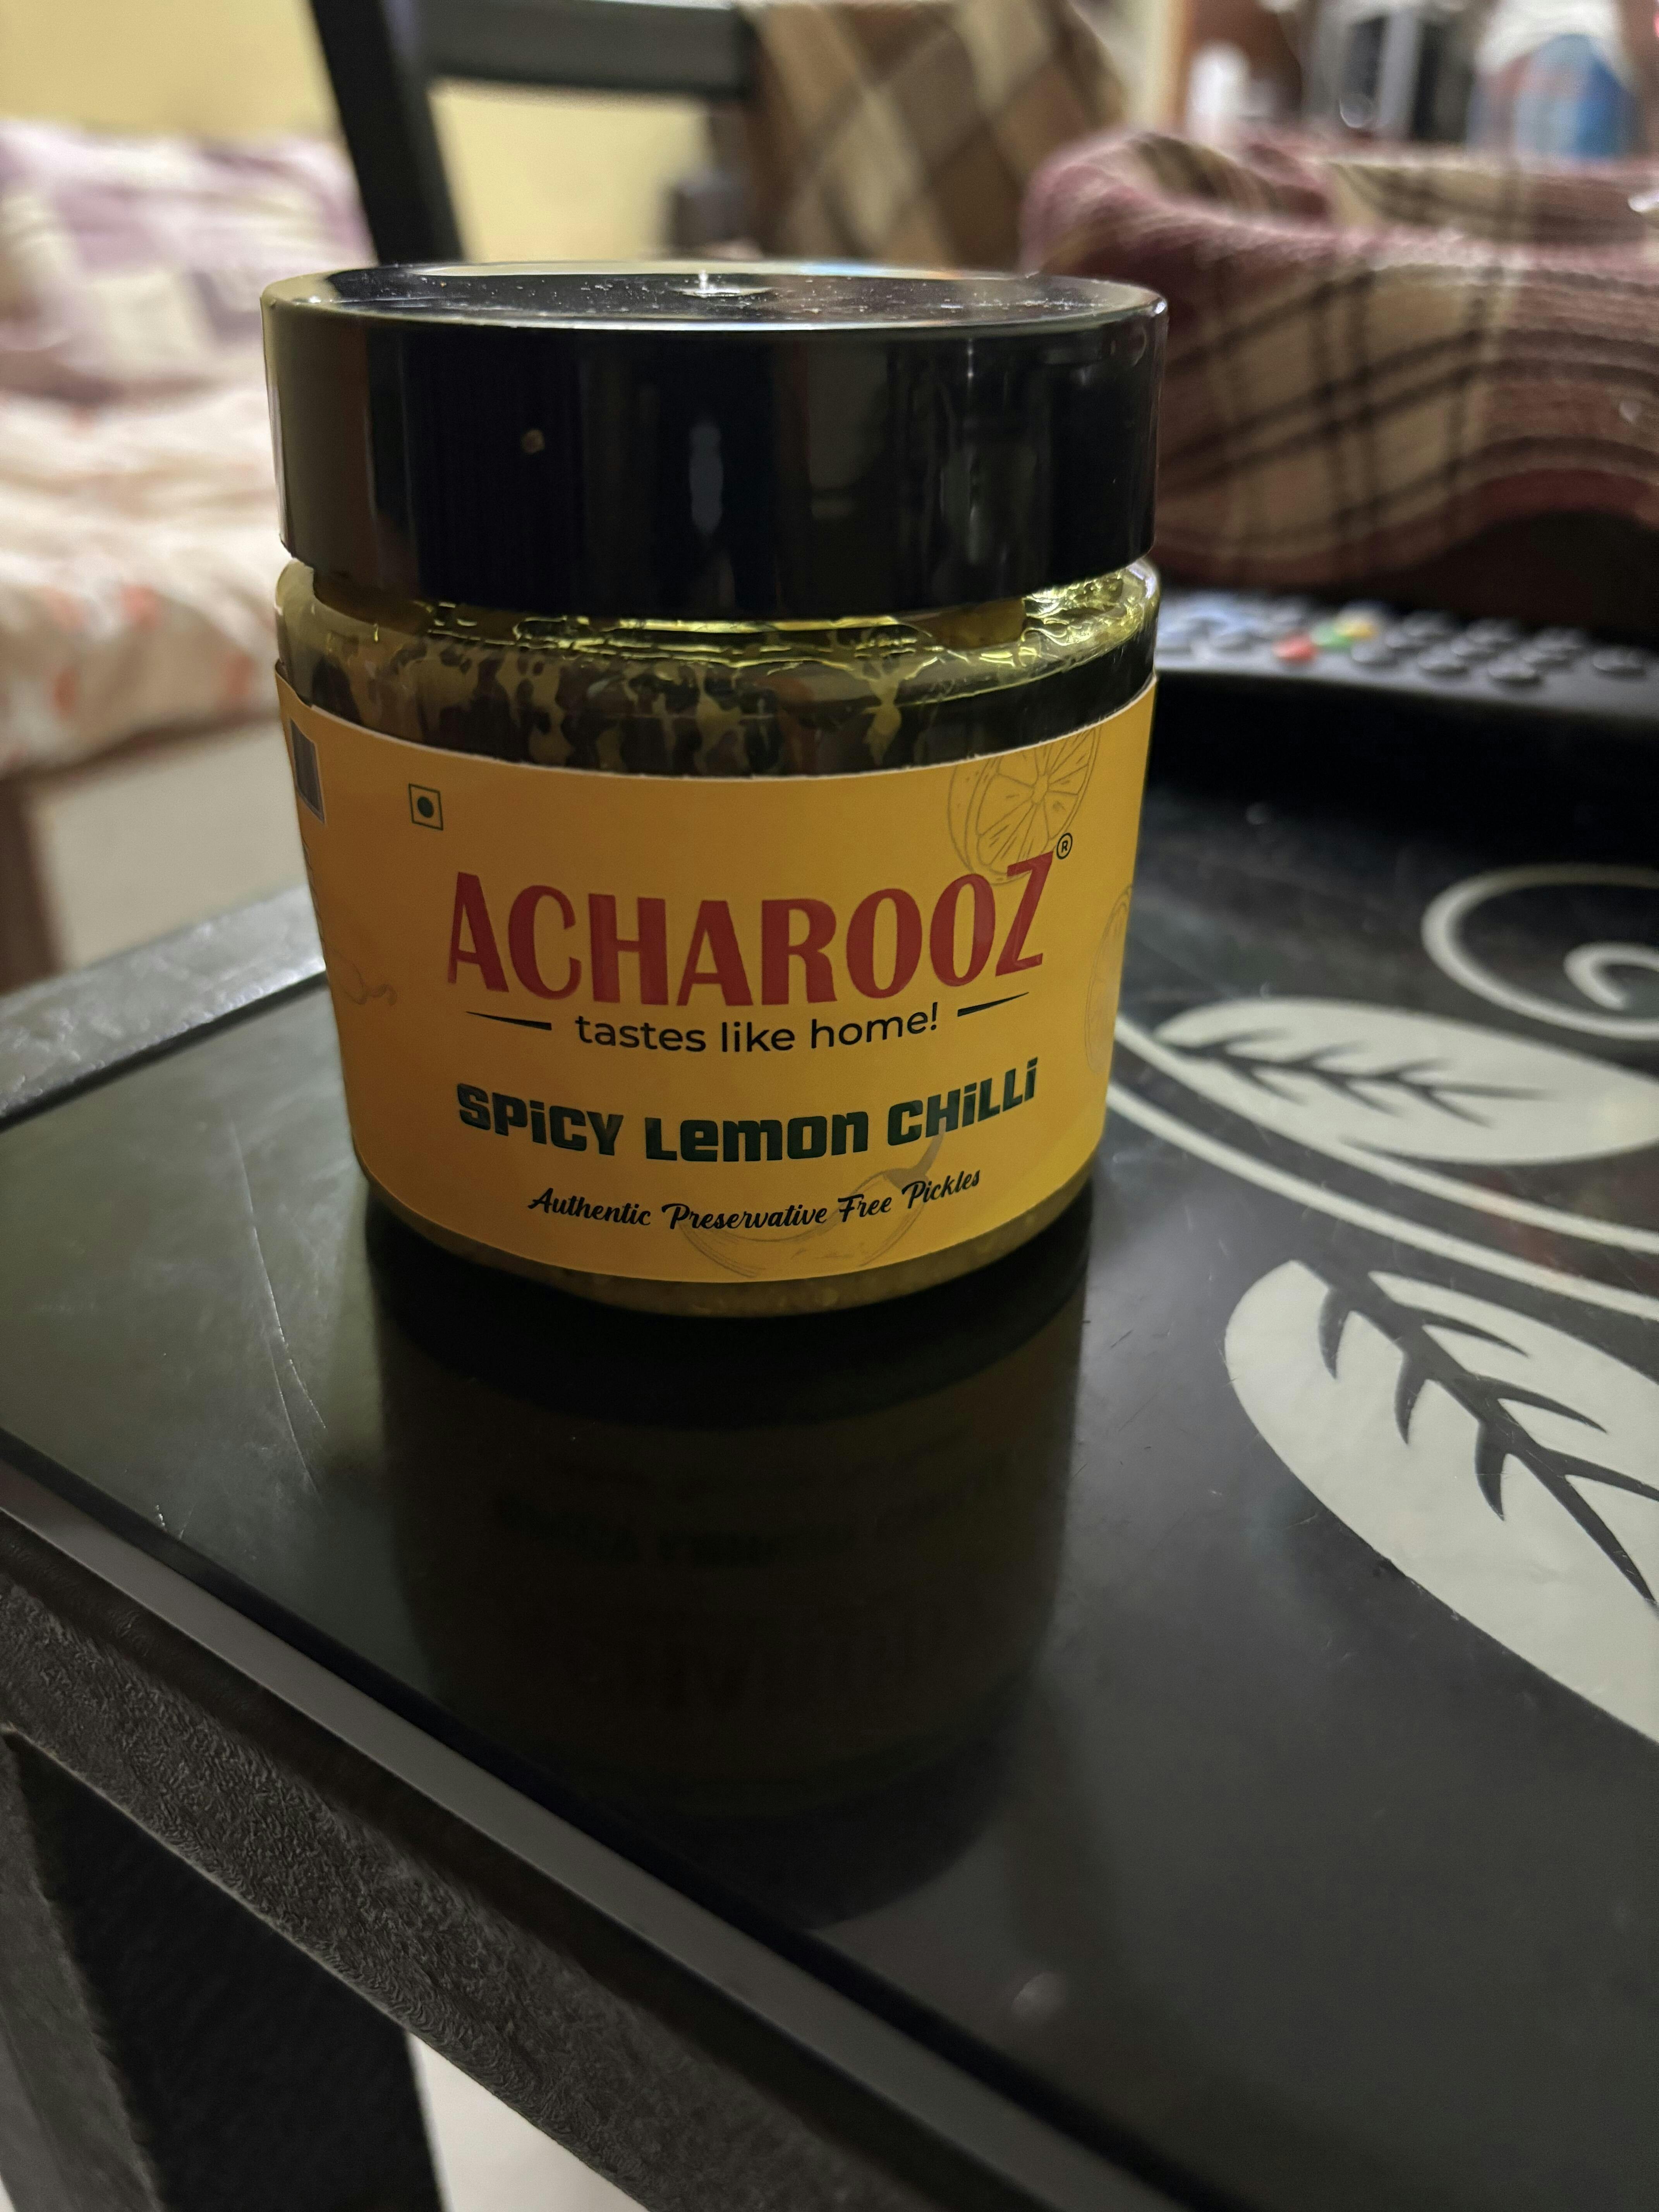 ACHAROOZ®
tastes like home!
SPiCY Lemon CHiLLi
Authentic Preservative Free Pickles